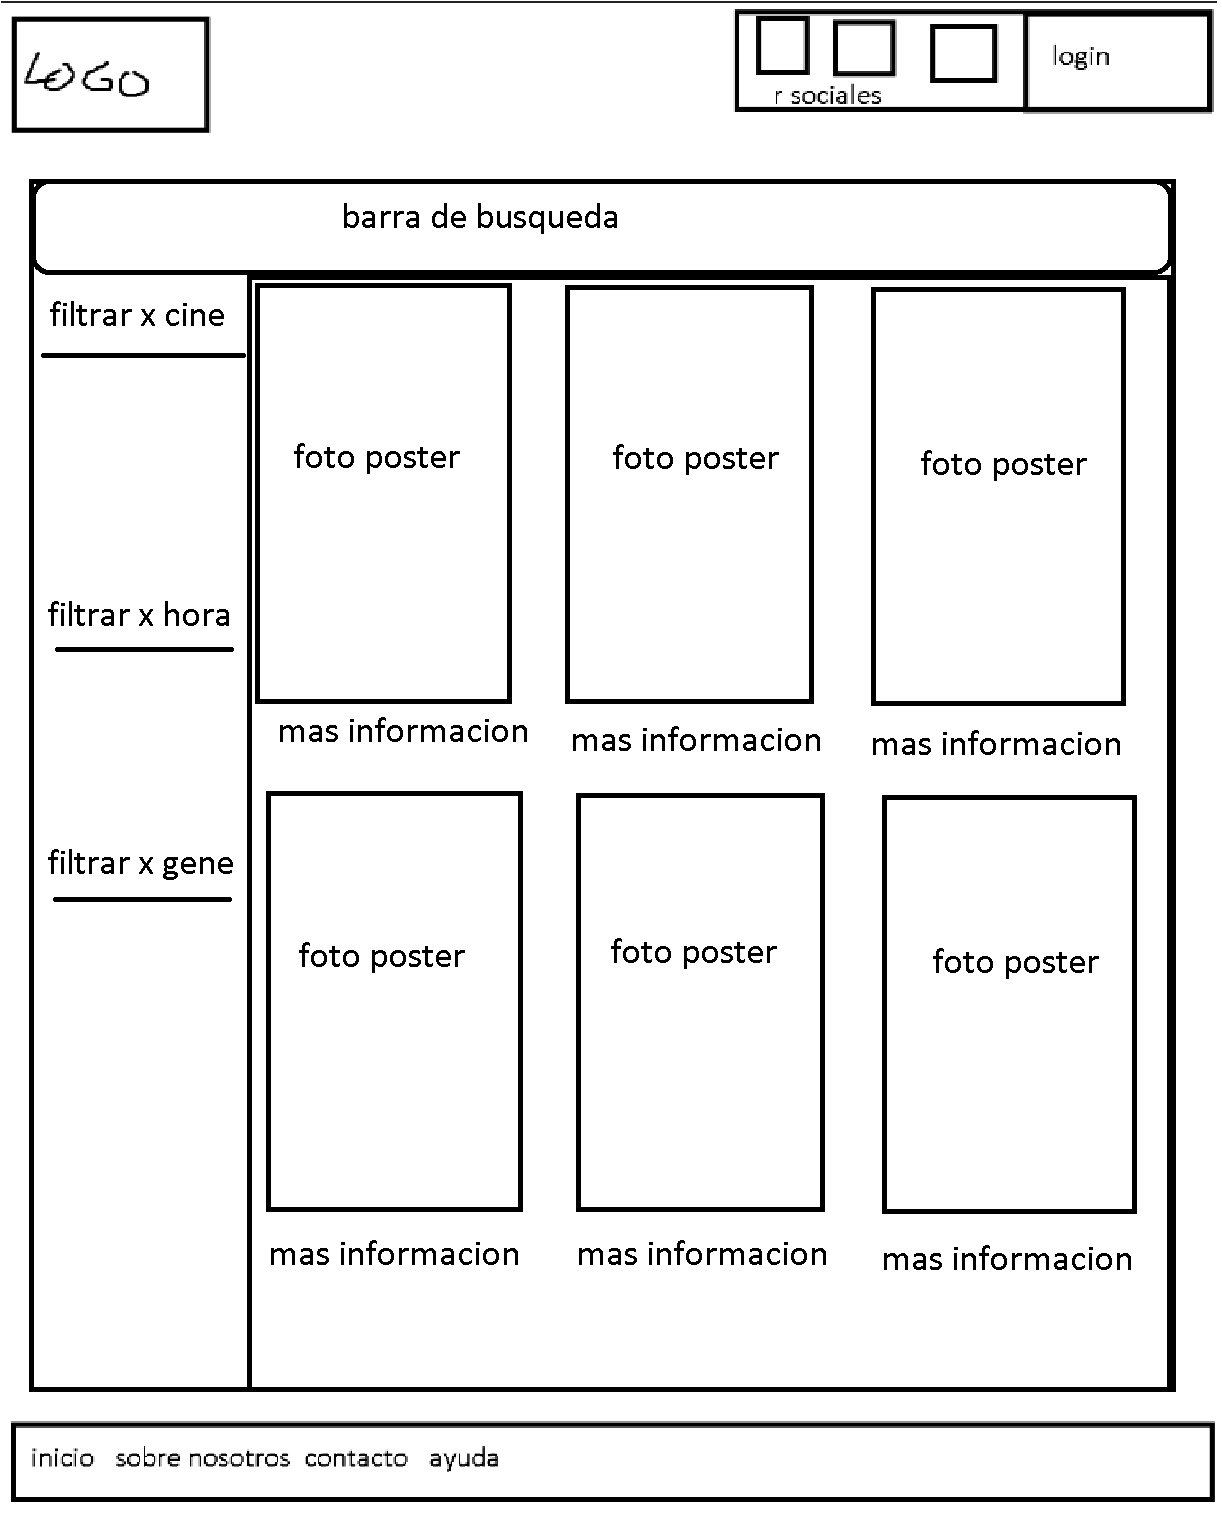 LOGO
login
r sociales
barra de busqueda
filtrar x cine
foto poster
foto poster
foto poster
filtrar x hora
mas informacion
mas informacion
mas informacion
filtrar x gene
foto poster
foto poster
foto poster
mas informacion
mas informacion
mas informacion
inicio sobre nosotros contacto ayuda